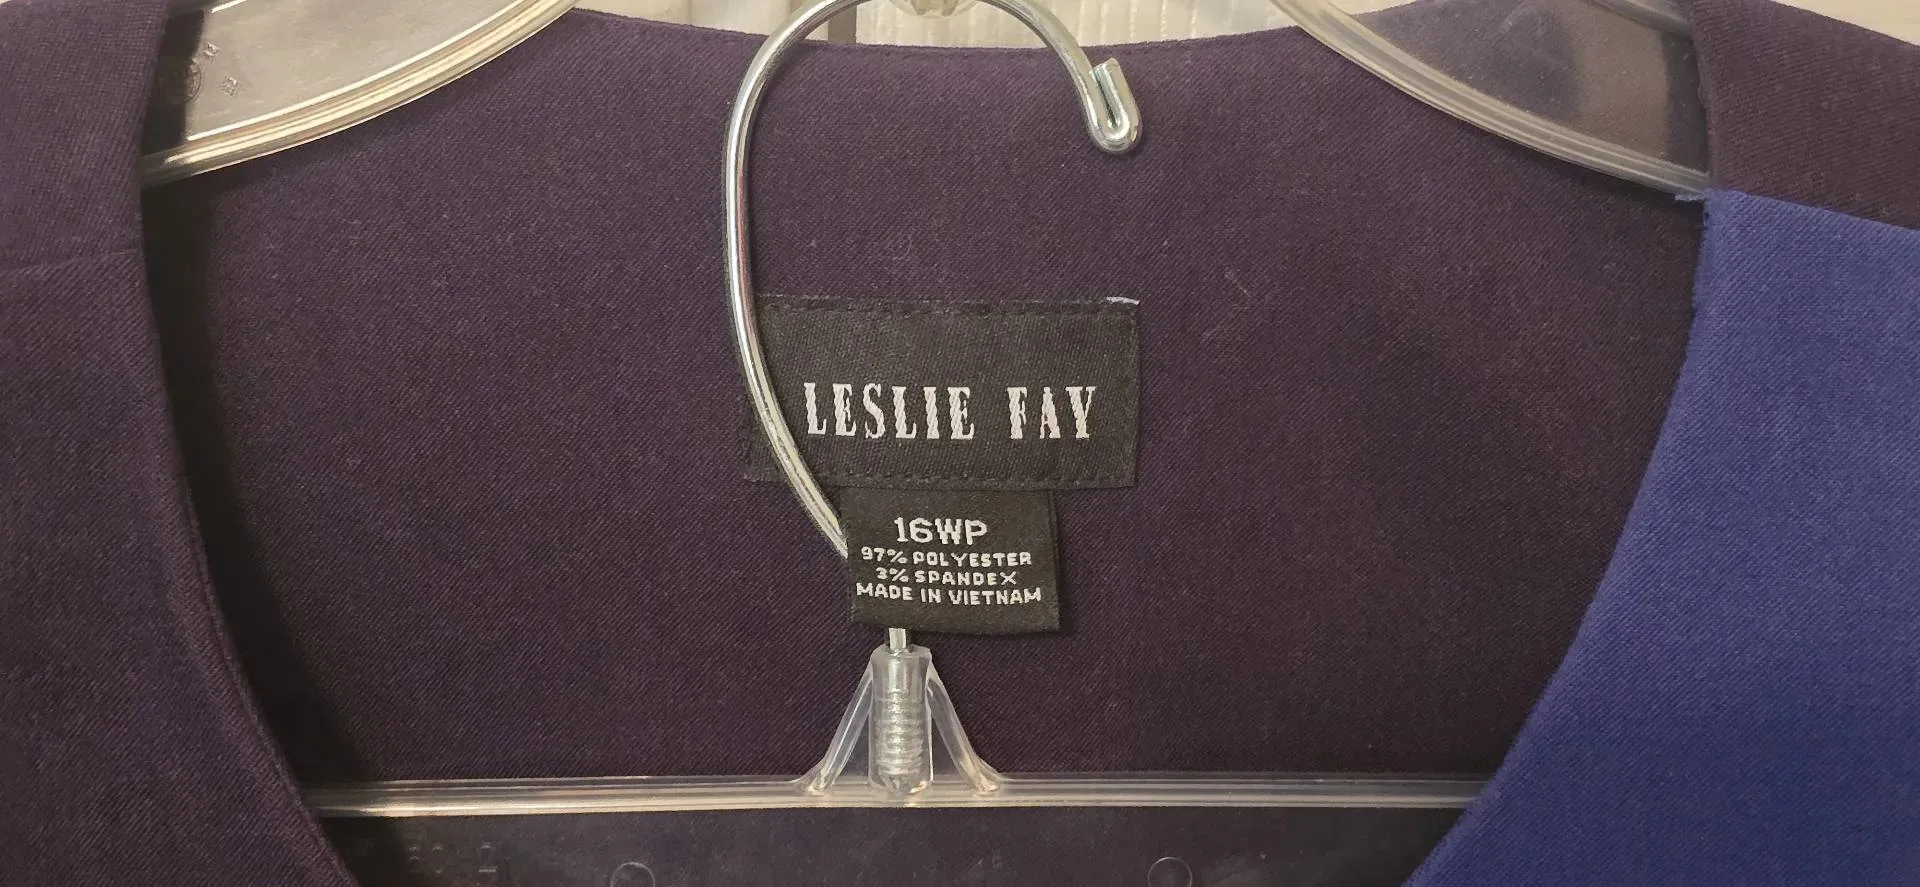 LESLIE FAY
16WP
97% POLYESTER
3% SPANDEX
MADE IN VIETNAM